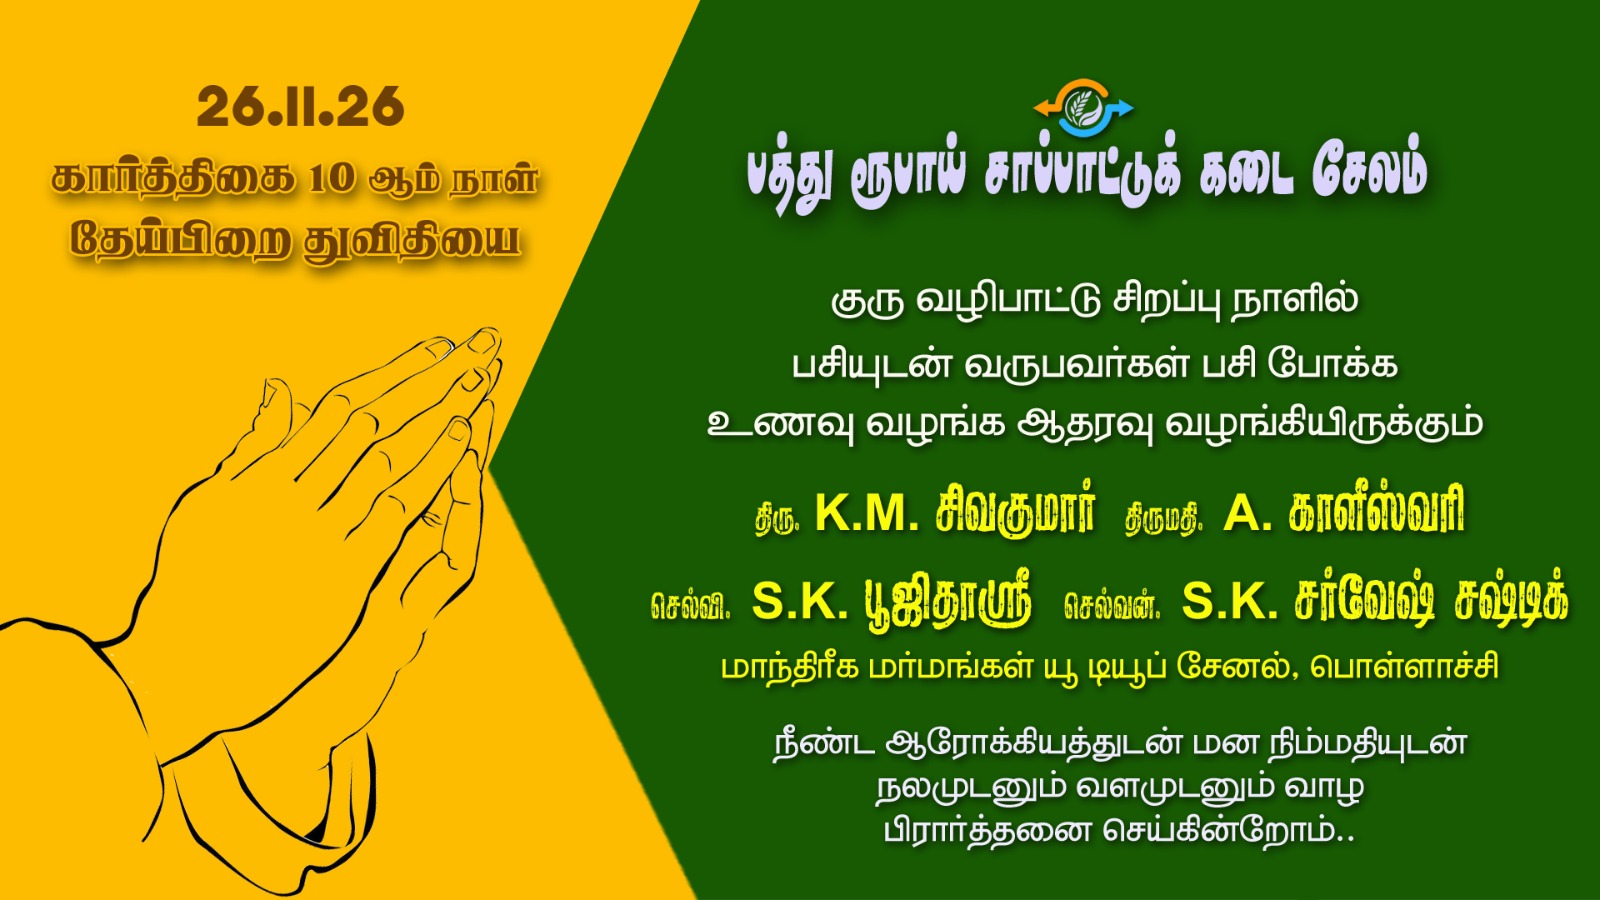 26.11.26
கார்த்திகை 10 ஆம் நாள்
தேய்பிறை துவிதியை
பத்து ரூபாய் சாப்பாட்டுக் கடை சேலம்
குரு வழிபாட்டு சிறப்பு நாளில்
பசியுடன் வருபவர்கள் பசி போக்க
உணவு வழங்க ஆதரவு வழங்கியிருக்கும்
திரு. K.M. சிவகுமார் திருமதி. A. காளீஸ்வரி
செல்வி. S.K. பூஜிதாஸ்ரீ செல்வன். S.K. சர்வேஷ் சஷ்டிக்
மாந்திரீக மர்மங்கள் யூ டியூப் சேனல், பொள்ளாச்சி
நீண்ட ஆரோக்கியத்துடன் மன நிம்மதியுடன்
நலமுடனும் வளமுடனும் வாழ
பிரார்த்தனை செய்கின்றோம்..